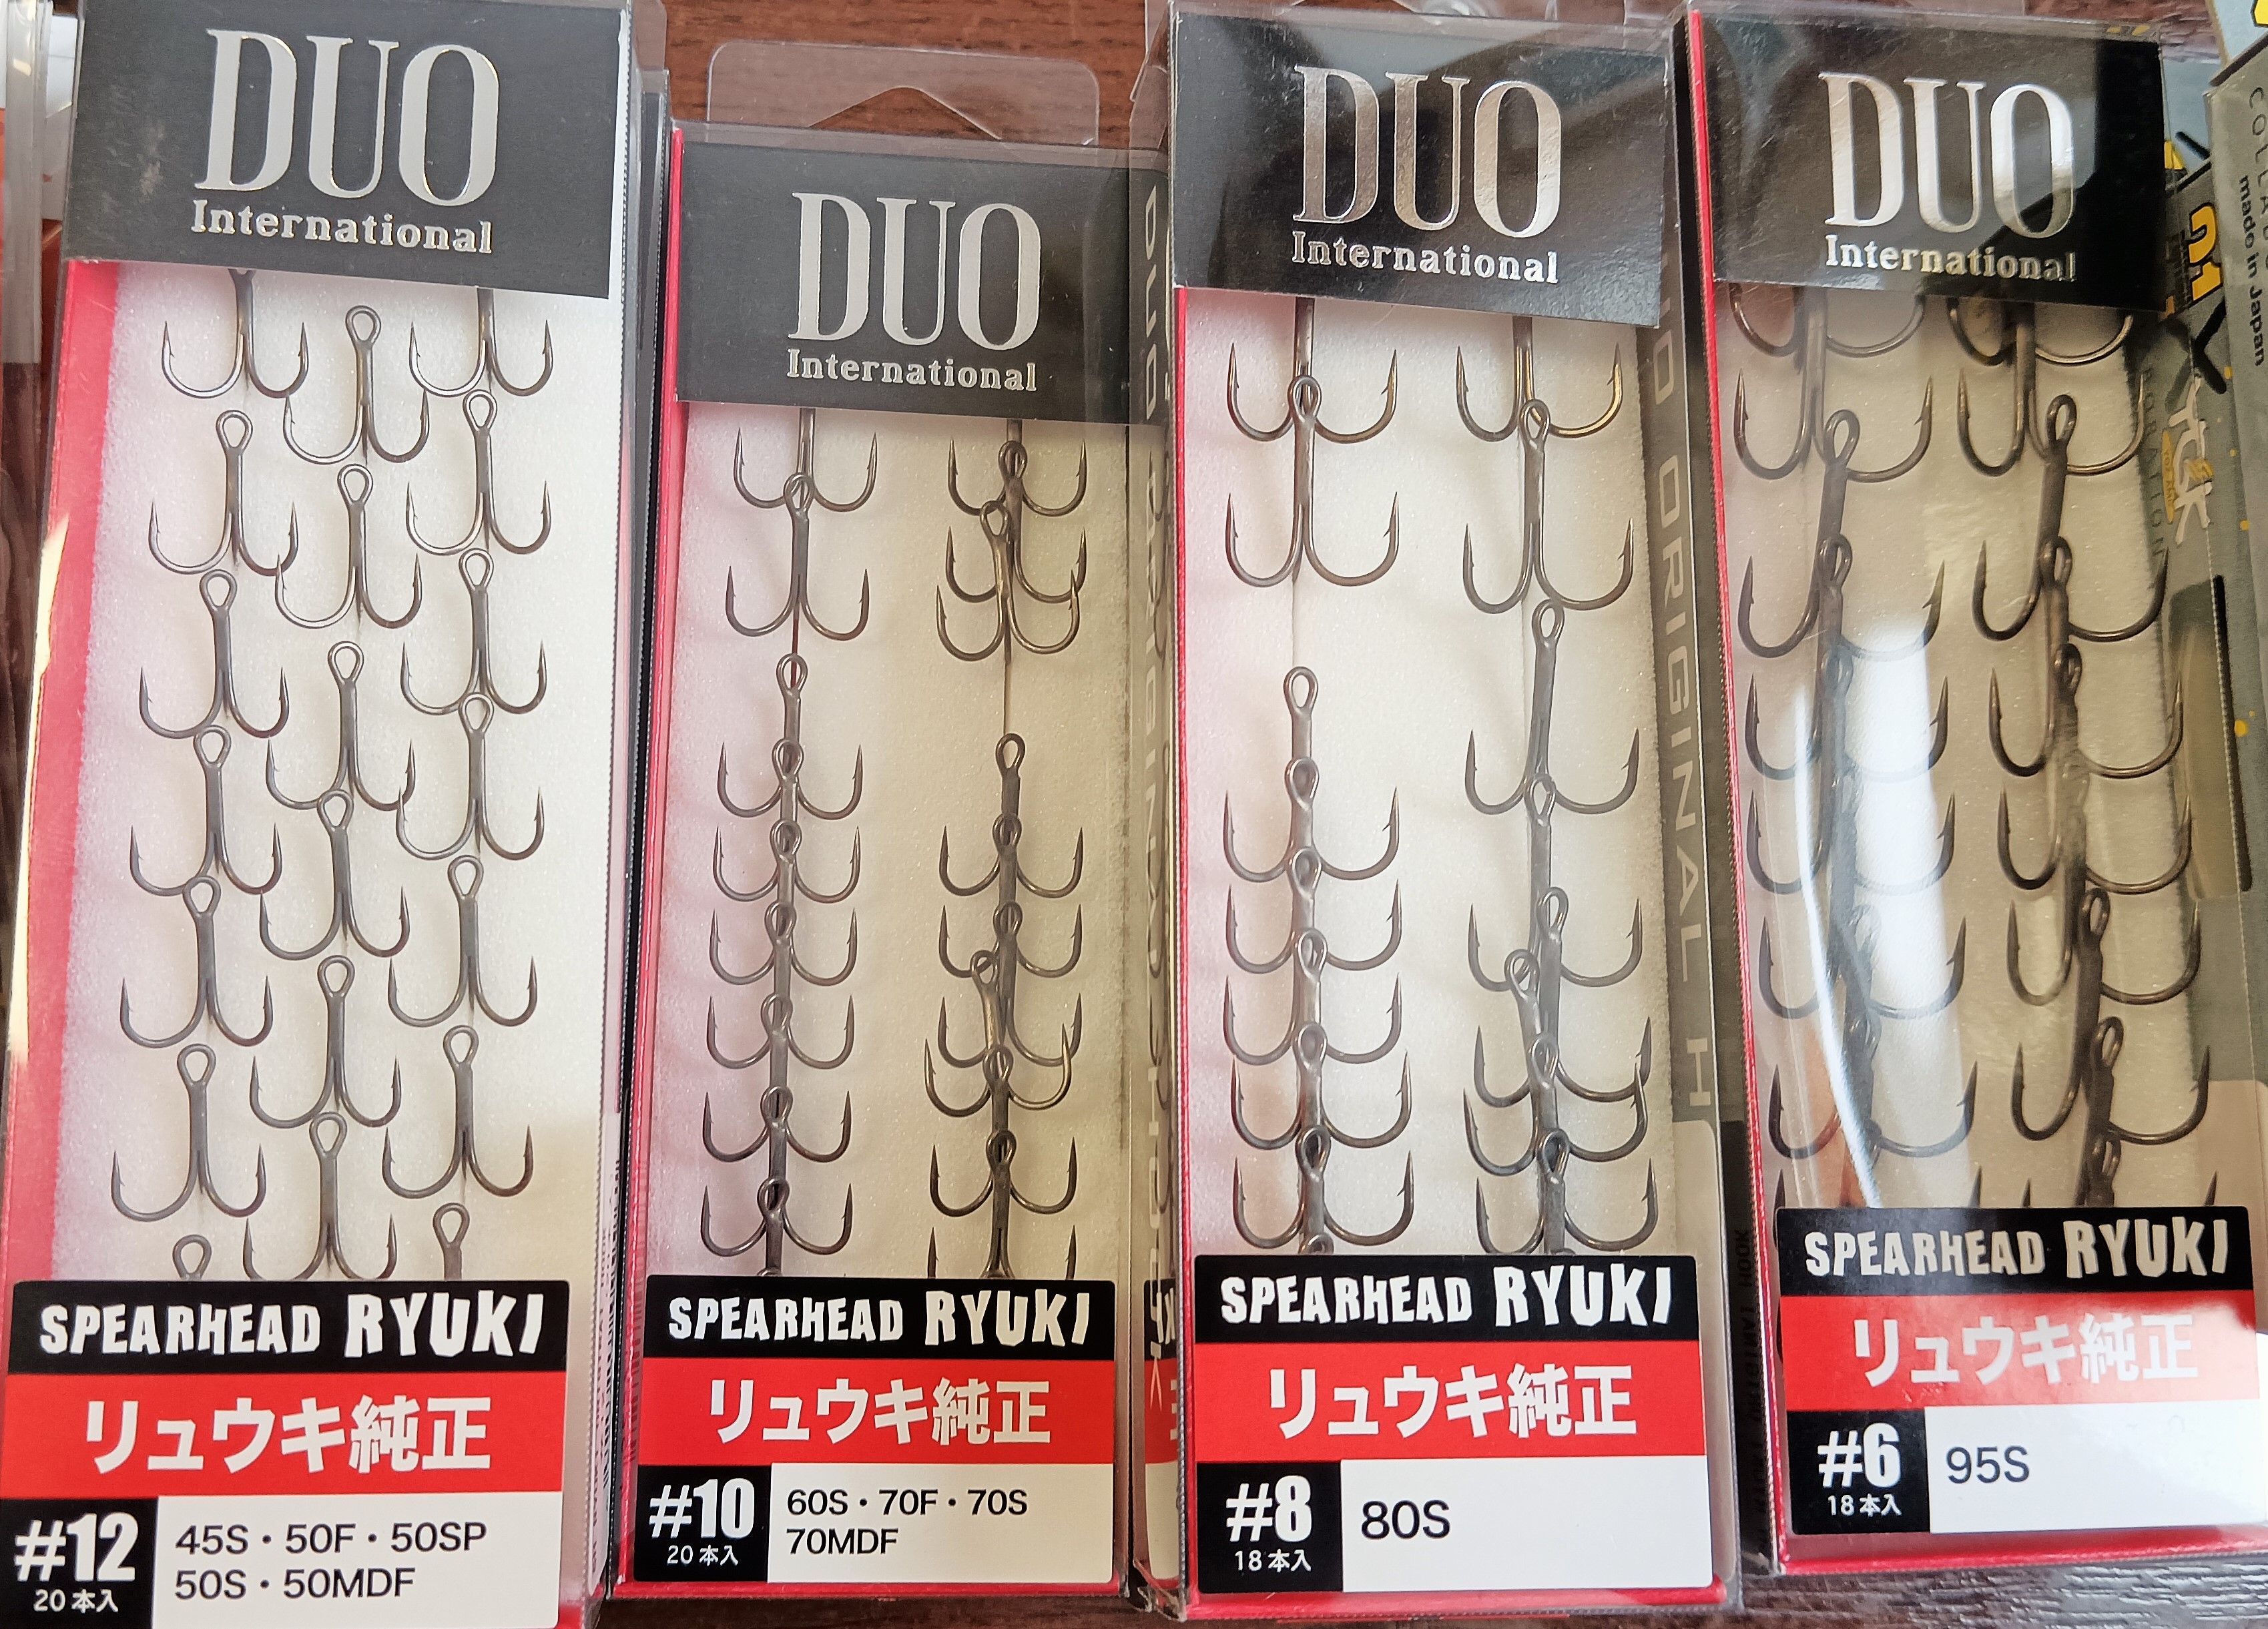 DUO
International
SPEARHEAD RYUKI
リュウキ純正
#12
20本入
45S・50F・50SP
50S・50MDF
DUO
International
SPEARHEAD RYUKI
リュウキ純正
#10
20本入
60S・70F・70S
70MDF
DUO
International
SPEARHEAD RYUKI
リュウキ純正
#8
18本入
80S
DUO
International
SPEARHEAD RYUKI
リュウキ純正
#6
18本入
95S
ORIGINAL H
made in Japan